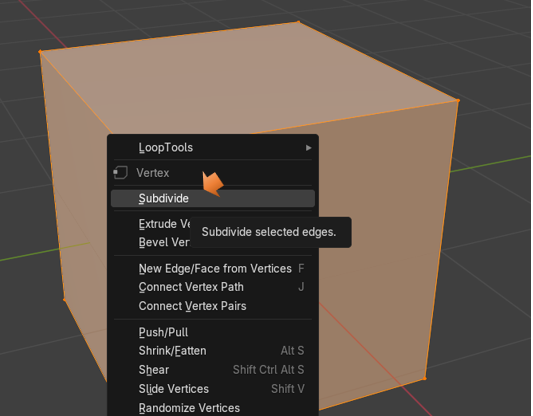 LoopTools
Vertex
Subdivide
Extrude Ve
Subdivide selected edges.
Bevel Ver
New Edge/Face from Vertices F
Connect Vertex Path J
Connect Vertex Pairs
Push/Pull
Shrink/Fatten Alt S
Shear Shift Ctrl Alt S
Slide Vertices Shift V
Randomize Vertices